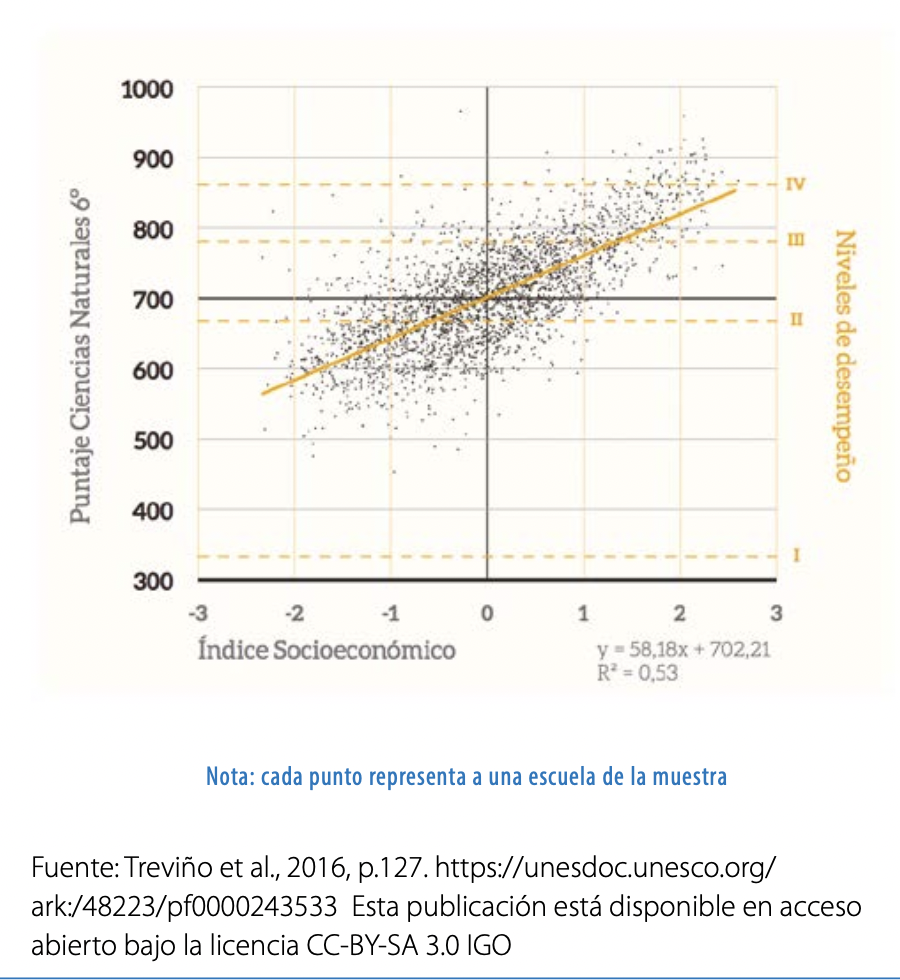 1000
900
800
700
600
500
400
300
Puntaje Ciencias Naturales 6°
IV
III
II
I
Niveles de desempeño
-3 -2 -1 0 1 2 3
Índice Socioeconómico
y = 58,18x + 702,21
R² = 0,53
Nota: cada punto representa a una escuela de la muestra
Fuente: Treviño et al., 2016, p.127. https://unesdoc.unesco.org/
ark:/48223/pf0000243533 Esta publicación está disponible en acceso
abierto bajo la licencia CC-BY-SA 3.0 IGO